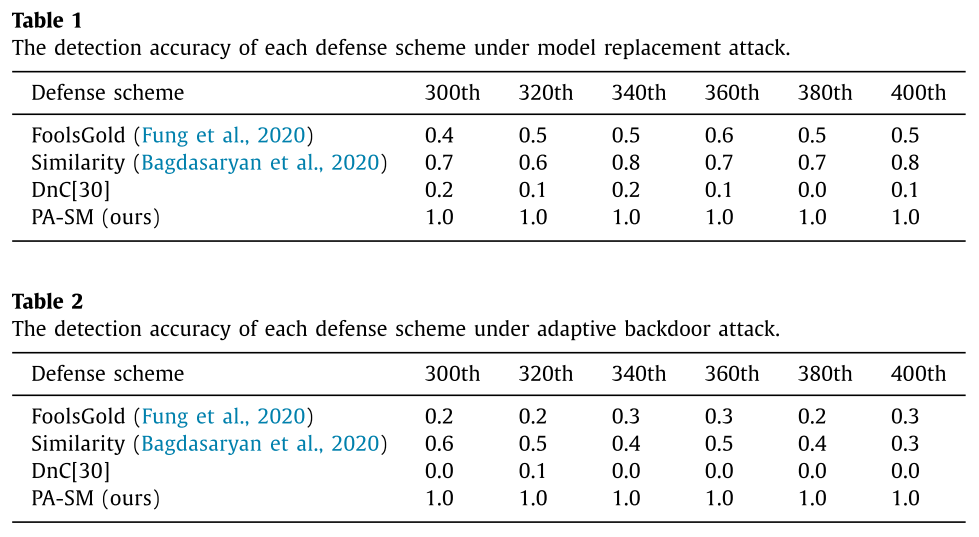 Table 1
The detection accuracy of each defense scheme under model replacement attack.
Defense scheme 300th 320th 340th 360th 380th 400th
FoolsGold (Fung et al., 2020) 0.4 0.5 0.5 0.6 0.5 0.5
Similarity (Bagdasaryan et al., 2020) 0.7 0.6 0.8 0.7 0.7 0.8
DnC[30] 0.2 0.1 0.2 0.1 0.0 0.1
PA-SM (ours) 1.0 1.0 1.0 1.0 1.0 1.0
Table 2
The detection accuracy of each defense scheme under adaptive backdoor attack.
Defense scheme 300th 320th 340th 360th 380th 400th
FoolsGold (Fung et al., 2020) 0.2 0.2 0.3 0.3 0.2 0.3
Similarity (Bagdasaryan et al., 2020) 0.6 0.5 0.4 0.5 0.4 0.3
DnC[30] 0.0 0.1 0.0 0.0 0.0 0.0
PA-SM (ours) 1.0 1.0 1.0 1.0 1.0 1.0